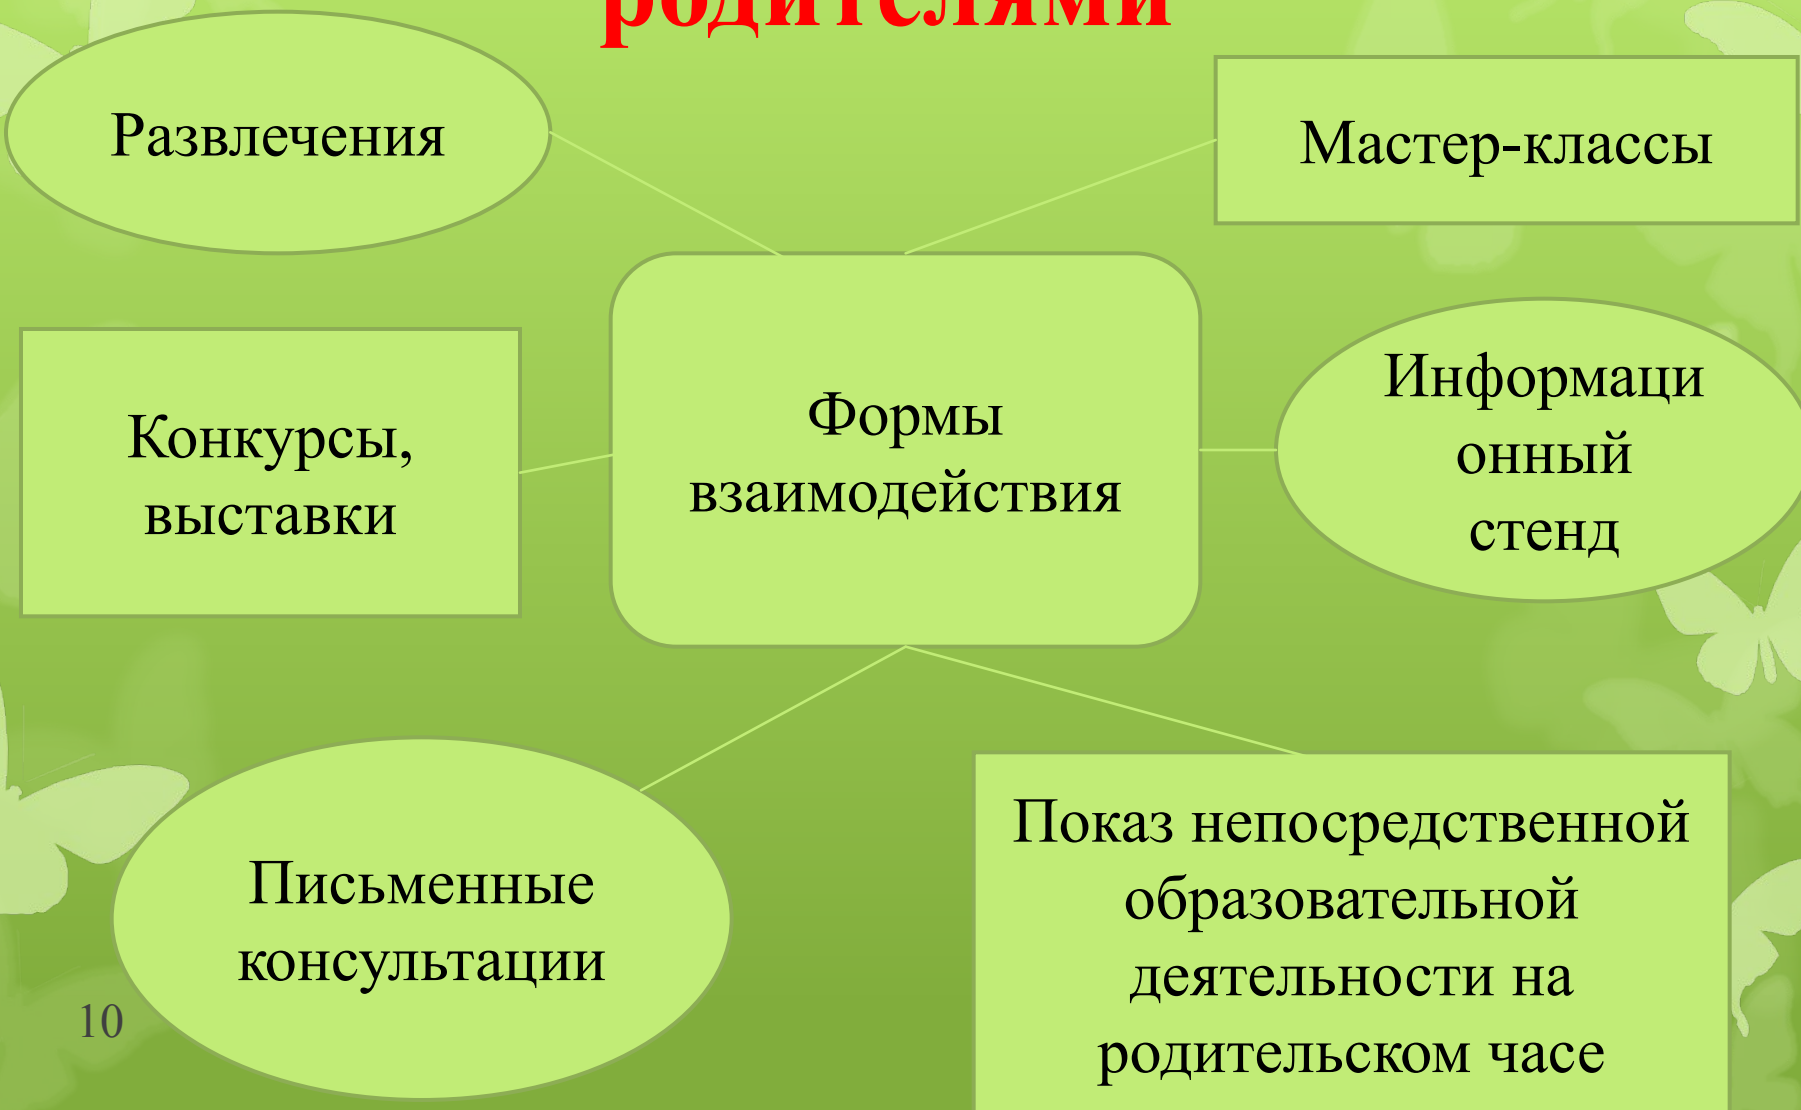 родителями
Развлечения
Мастер-классы
Конкурсы,
выставки
Формы
взаимодействия
Информаци
онный
стенд
Письменные
консультации
Показ непосредственной
образовательной
деятельности на
родительском часе
10